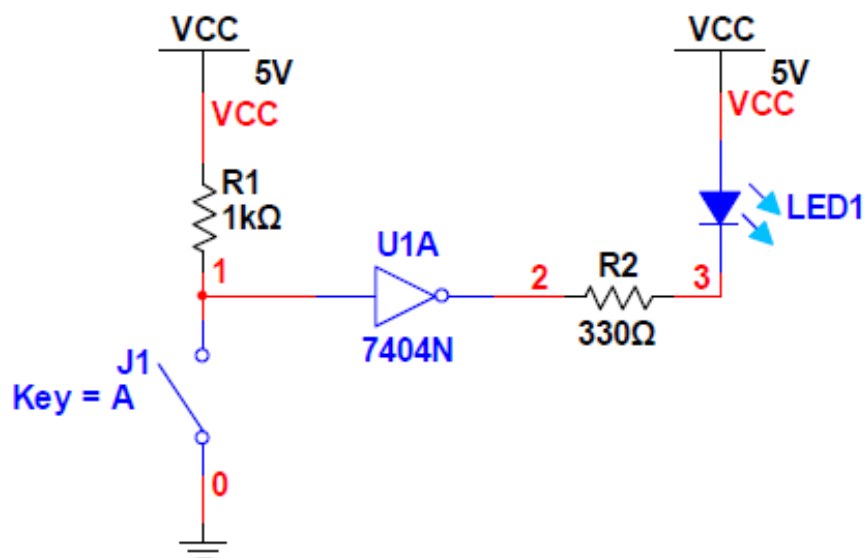 VCC
5V
VCC
R1
1kΩ
1
U1A
7404N
J1
Key = A
0
2
R2
330Ω
3
VCC
5V
VCC
LED1